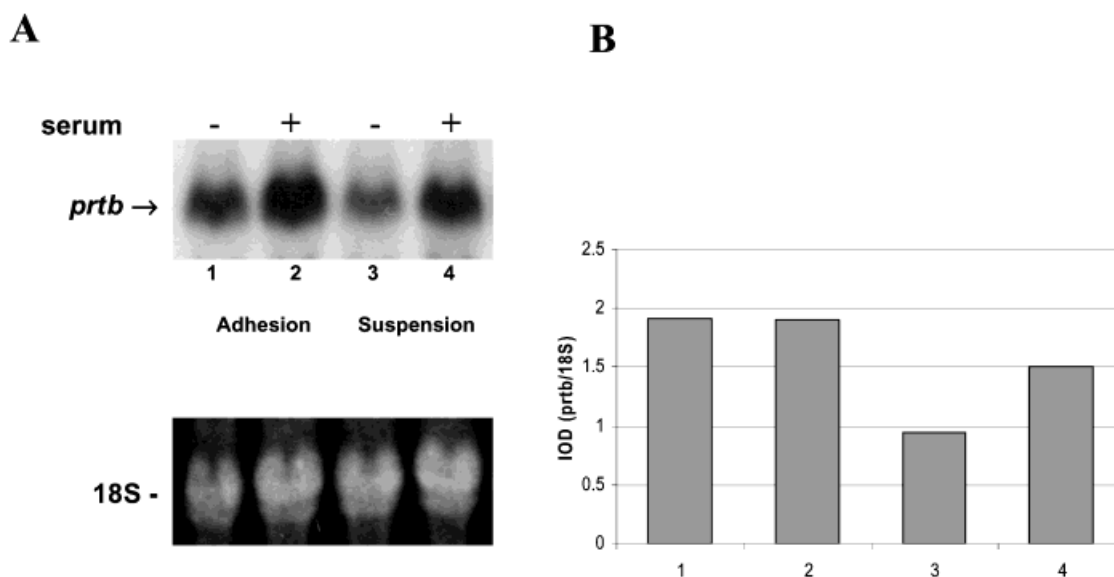 A
serum - + - +
prtb →
1 2 3 4
Adhesion Suspension
18S -
B
2.5
2
1.5
1
0.5
0
IOD (prtb/18S)
1 2 3 4